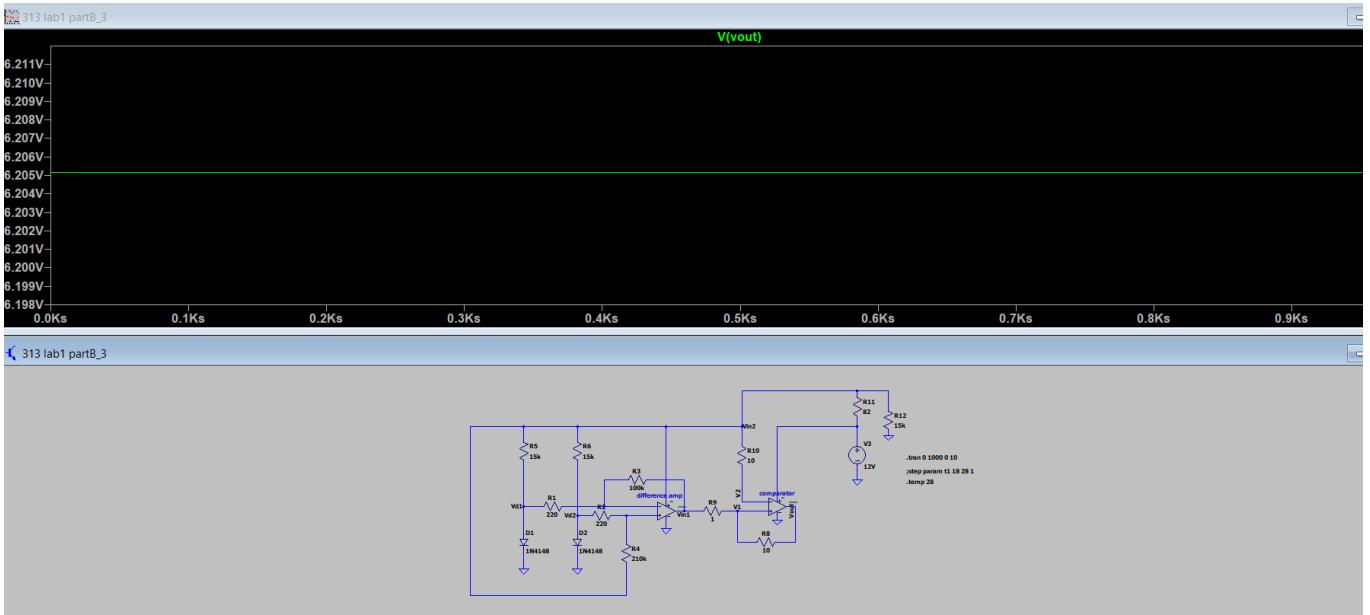 313 lab1 partB_3
V(vout)
6.211V
6.210V
6.209V
6.208V
6.207V
6.206V
6.205V
6.204V
6.203V
6.202V
6.201V
6.200V
6.199V
6.198V
0.0Ks 0.1Ks 0.2Ks 0.3Ks 0.4Ks 0.5Ks 0.6Ks 0.7Ks 0.8Ks 0.9Ks
313 lab1 partB_3
R11
82
R12
15k
Vin2
R5
15k
R6
15k
R10
10
V3
12V
.tran 0 1000 0 10
;step param t1 18 28 1
.temp 28
R3
100k
difference amp
V2
comparator
R1
220
Vd1
Vd2
220
Vin1
R9
1
V1
R8
10
D1
1N4148
D2
1N4148
R4
210k